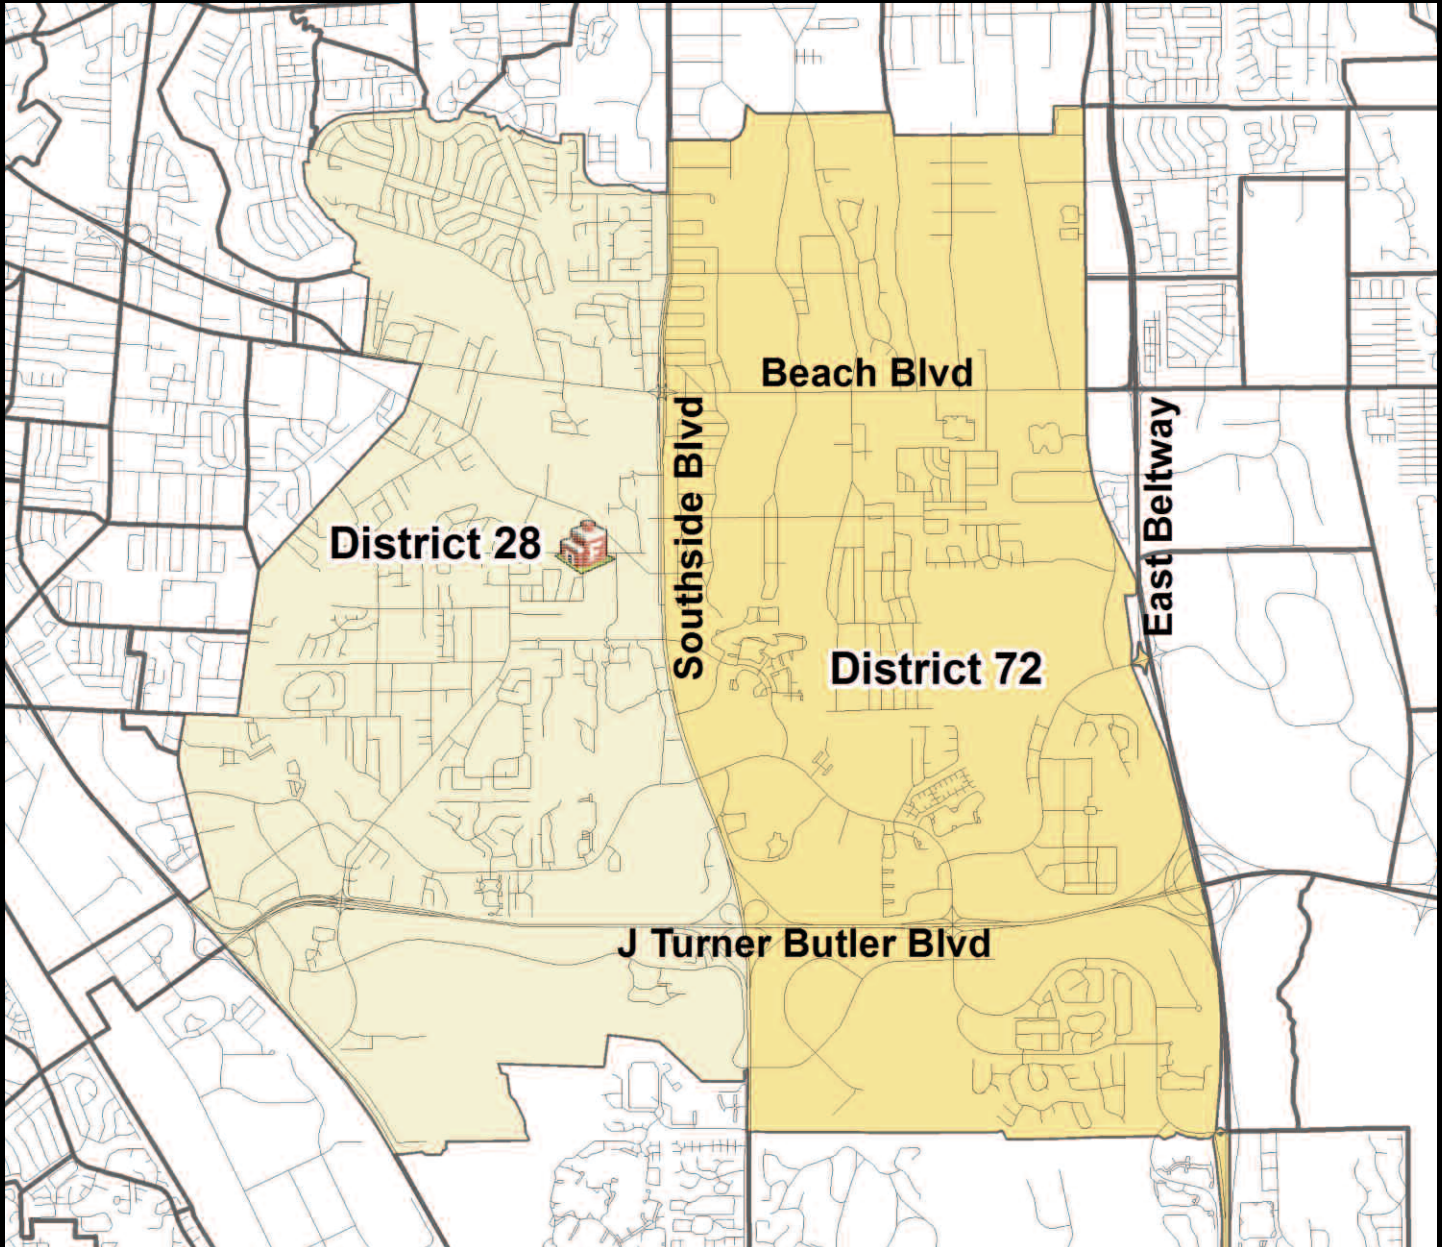 Beach Blvd
Southside Blvd
East Beltway
District 28
District 72
J Turner Butler Blvd